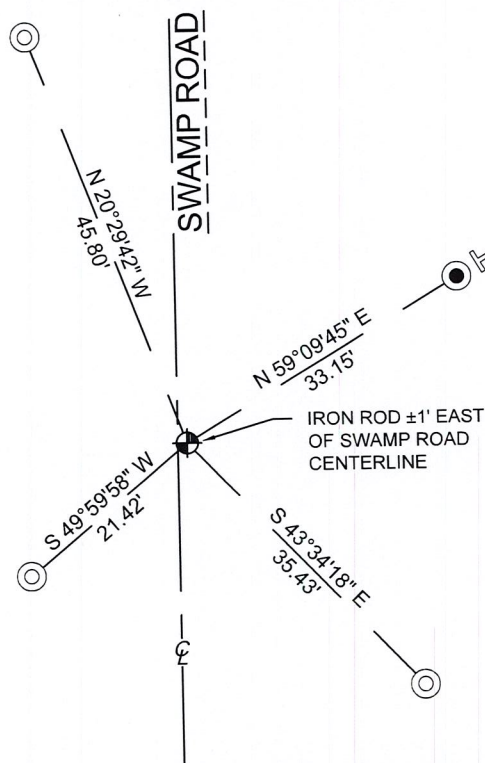 SWAMP ROAD
N 20°29'42" W
45.80'
N 59°09'45" E
33.15'
IRON ROD ±1' EAST
OF SWAMP ROAD
CENTERLINE
S 49°59'58" W
21.42'
S 43°34'18" E
35.43'
℄